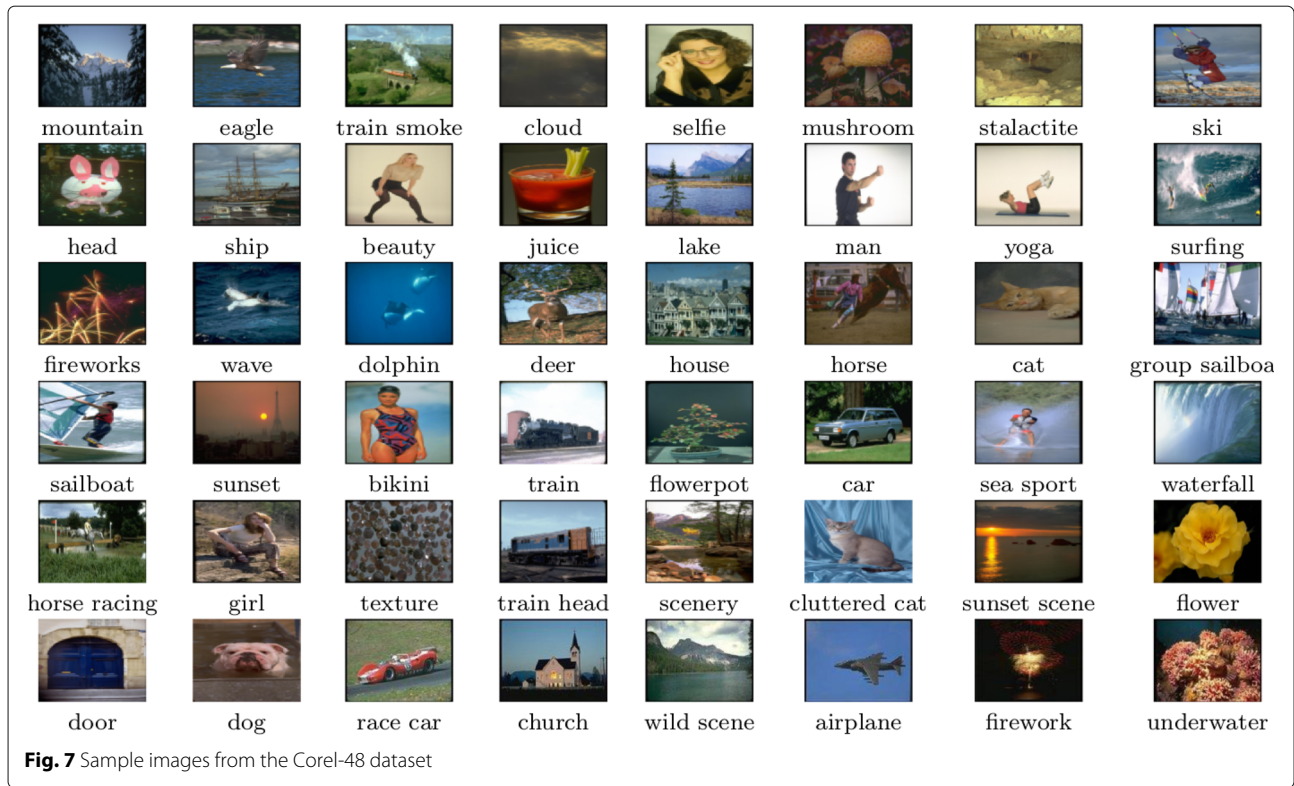 mountain eagle train smoke cloud selfie mushroom stalactite ski
head ship beauty juice lake man yoga surfing
fireworks wave dolphin deer house horse cat group sailboa
sailboat sunset bikini train flowerpot car sea sport waterfall
horse racing girl texture train head scenery cluttered cat sunset scene flower
door dog race car church wild scene airplane firework underwater
Fig. 7 Sample images from the Corel-48 dataset